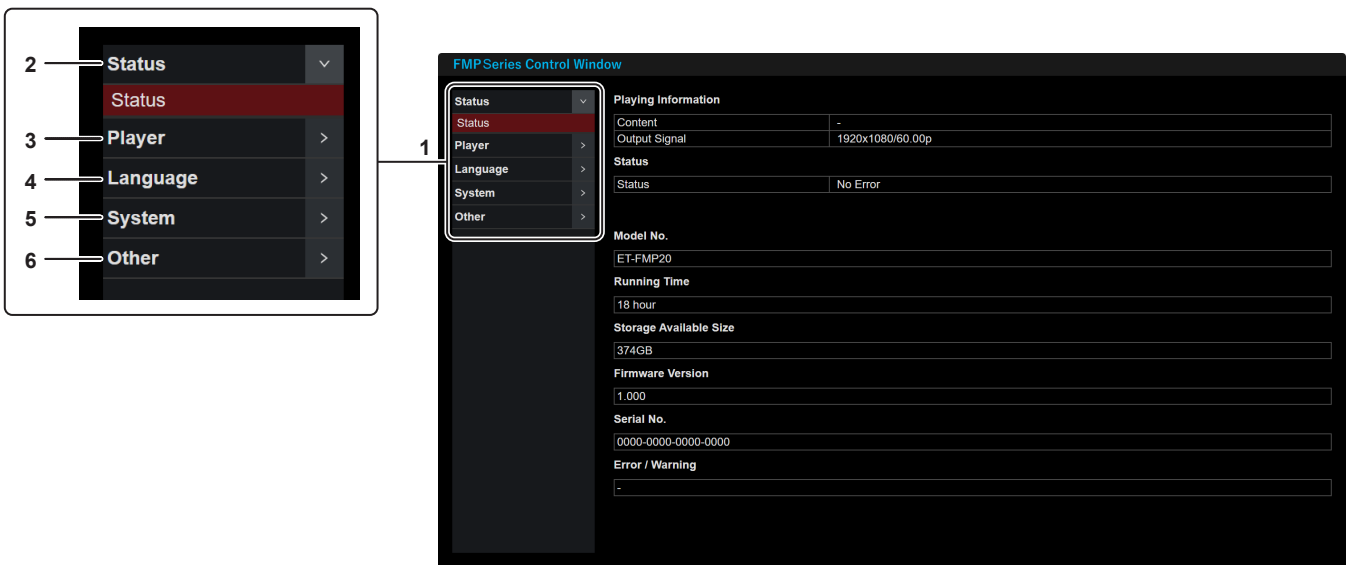 2 Status
Status
3 Player
4 Language
5 System
6 Other
1
FMPSeries Control Window
Status
Status
Player
Language
System
Other
Playing Information
Content -
Output Signal 1920x1080/60.00p
Status
Status No Error
Model No.
ET-FMP20
Running Time
18 hour
Storage Available Size
374GB
Firmware Version
1.000
Serial No.
0000-0000-0000-0000
Error / Warning
-